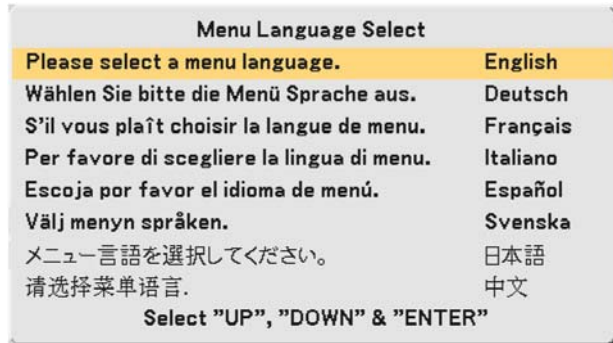 Menu Language Select
Please select a menu language. English
Wählen Sie bitte die Menü Sprache aus. Deutsch
S'il vous plaît choisir la langue de menu. Français
Per favore di scegliere la lingua di menu. Italiano
Escoja por favor el idioma de menú. Español
Välj menyn språken. Svenska
メニュー言語を選択してください。 日本語
请选择菜单语言. 中文
Select ”UP”, ”DOWN” & ”ENTER”